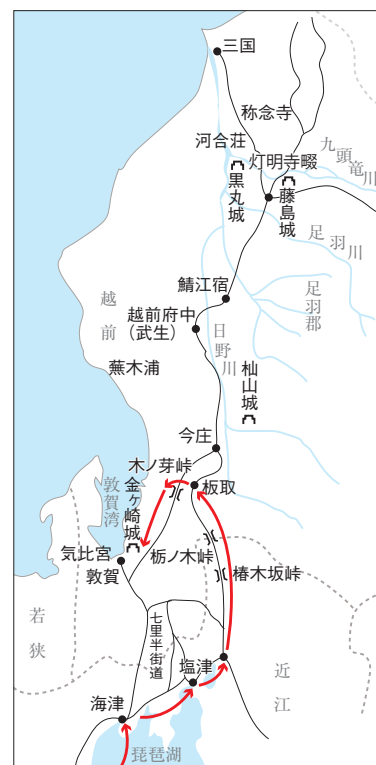 三国
称念寺
河合荘
灯明寺畷
九頭竜川
黒丸城
藤島城
足羽川
鯖江宿
足羽郡
越前
越前府中
(武生)
日野川
蕪木浦
杣山城
今庄
木ノ芽峠
板取
金ヶ崎城
敦賀湾
栃ノ木峠
気比宮
敦賀
椿木坂峠
若狭
七里半街道
塩津
近江
海津
琵琶湖